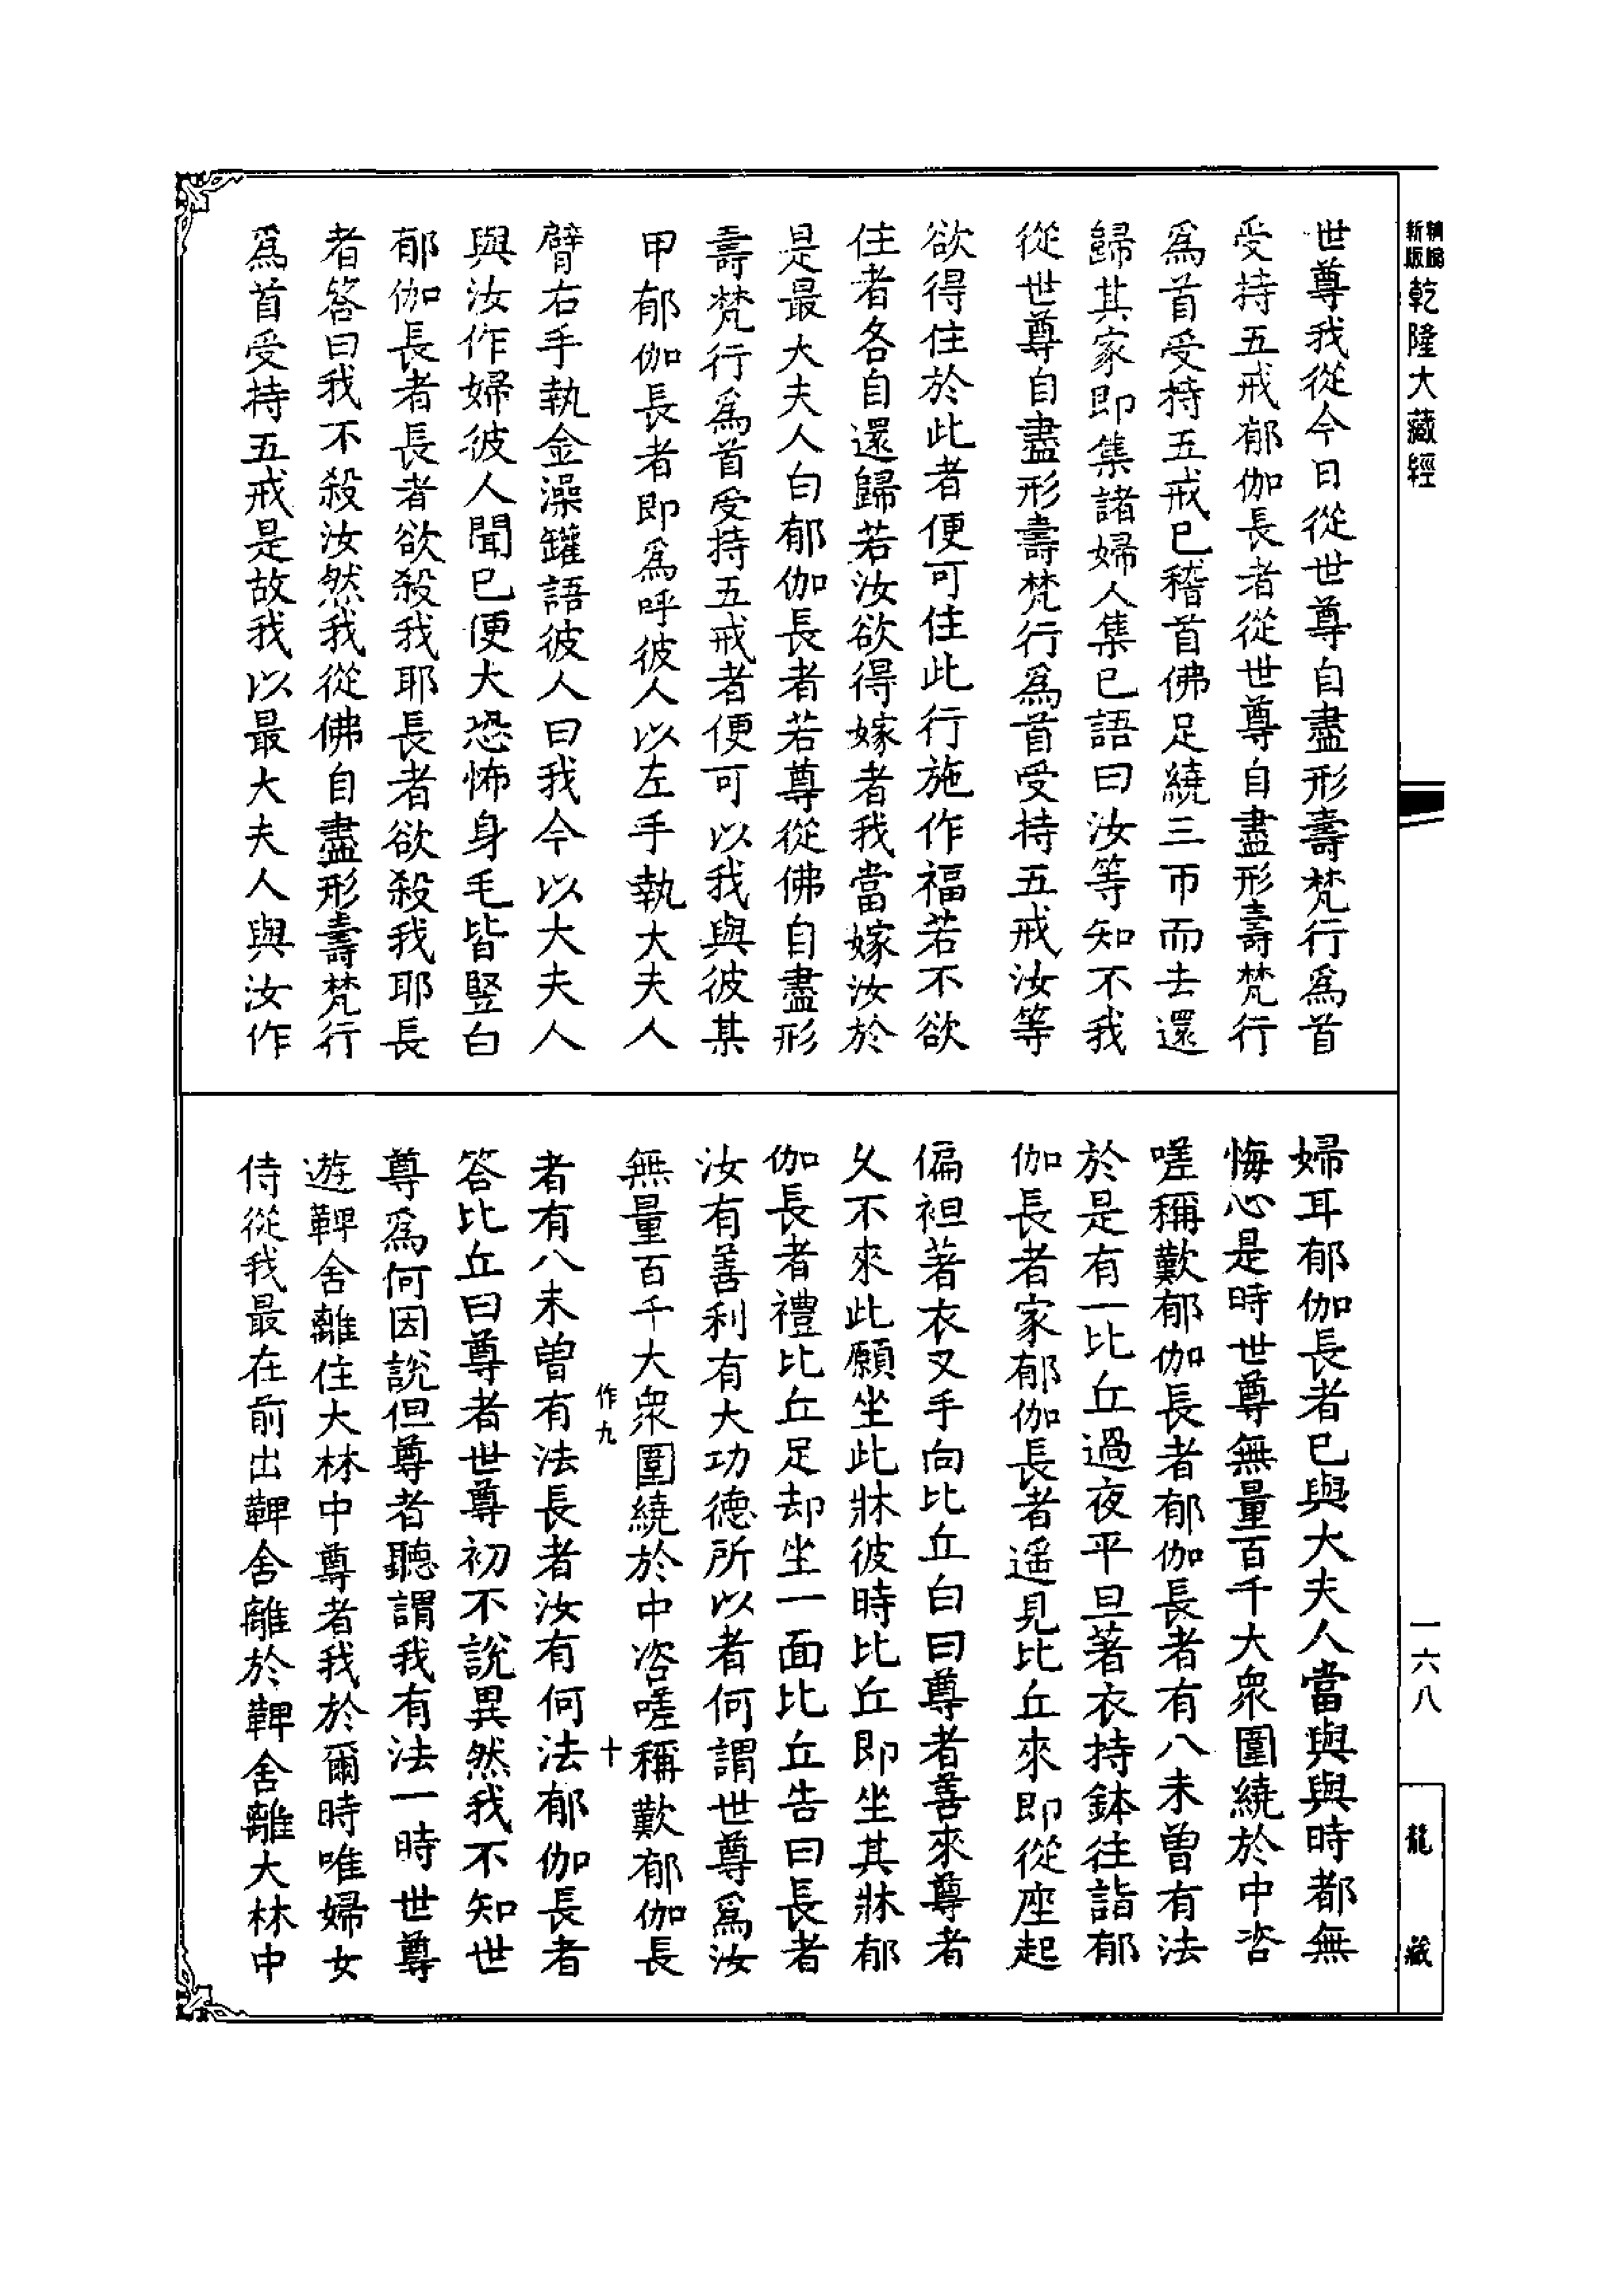 新編
新版
乾隆大藏經
世尊我從今日從世尊自盡形壽梵行爲首
受持五戒郁伽長者從世尊自盡形壽梵行
爲首受持五戒已稽首佛足繞三帀而去還
歸其家即集諸婦人集已語曰汝等知不我
從世尊自盡形壽梵行爲首受持五戒汝等
欲得住於此者便可住此行施作福若不欲
住者各自還歸若汝欲得嫁者我當嫁汝於
是最大夫人白郁伽長者若尊從佛自盡形
壽梵行爲首受持五戒者便可以我與彼某
甲郁伽長者即爲呼彼人以左手執大夫人
臂右手執金澡罐語彼人曰我今以大夫人
與汝作婦彼人聞已便大恐怖身毛皆豎白
郁伽長者長者欲殺我耶長者欲殺我耶長
者答曰我不殺汝然我從佛自盡形壽梵行
爲首受持五戒是故我以最大夫人與汝作
婦耳郁伽長者已與大夫人當與與時都無
悔心是時世尊無量百千大衆圍繞於中咨
嗟稱歎郁伽長者郁伽長者有八未曾有法
於是有一比丘過夜平旦著衣持鉢往詣郁
伽長者家郁伽長者遥見比丘來即從座起
偏袒著衣叉手向比丘白曰尊者善來尊者
乆不來此願坐此牀彼時比丘即坐其牀郁
伽長者禮比丘足却坐一面比丘告曰長者
汝有善利有大功德所以者何謂世尊爲汝
無量百千大衆圍繞於中咨嗟稱歎郁伽長
作九
十
者有八未曾有法長者汝有何法郁伽長者
答比丘曰尊者世尊初不說異然我不知世
尊爲何因說但尊者聽謂我有法一時世尊
遊鞞舍離住大林中尊者我於爾時唯婦女
侍從我最在前出鞞舍離於鞞舍離大林中
一六八
龍藏